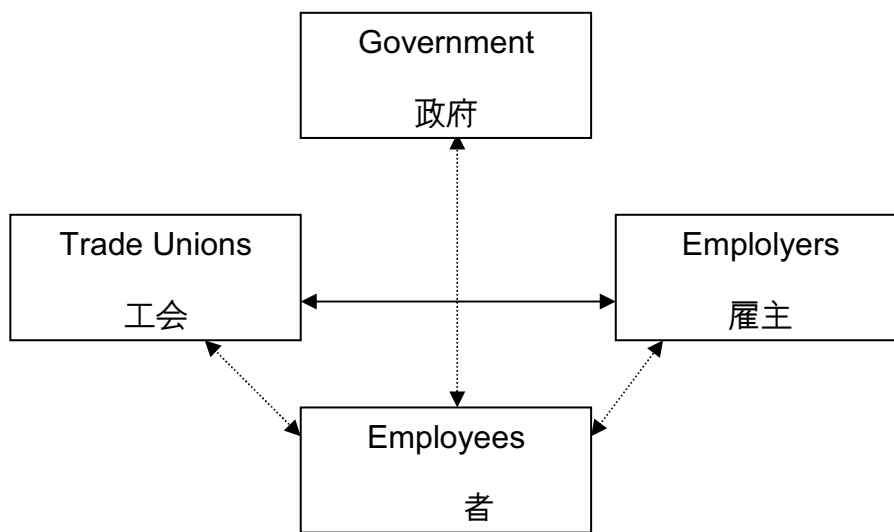 Government
政府
Trade Unions
工会
Emplolyers
雇主
Employees
者